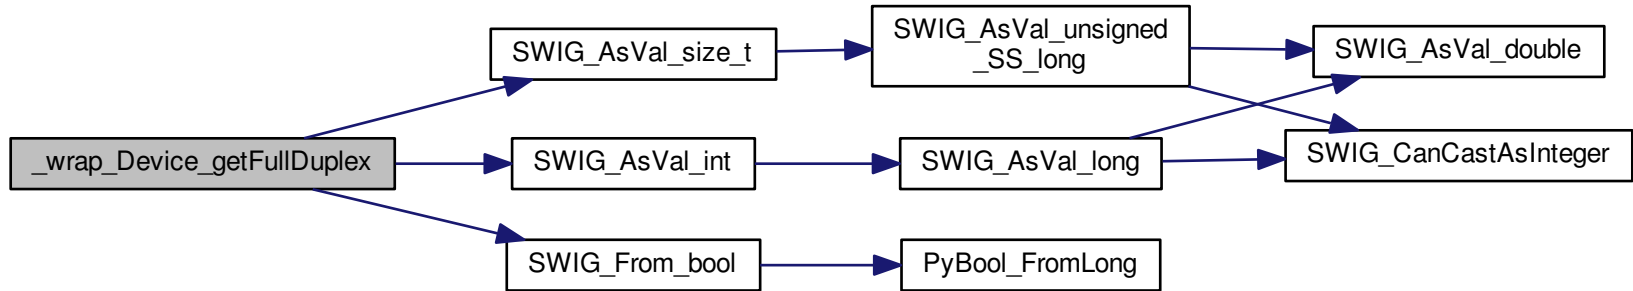 _wrap_Device_getFullDuplex
SWIG_AsVal_size_t
SWIG_AsVal_unsigned
_SS_long
SWIG_AsVal_double
SWIG_AsVal_int
SWIG_AsVal_long
SWIG_CanCastAsInteger
SWIG_From_bool
PyBool_FromLong